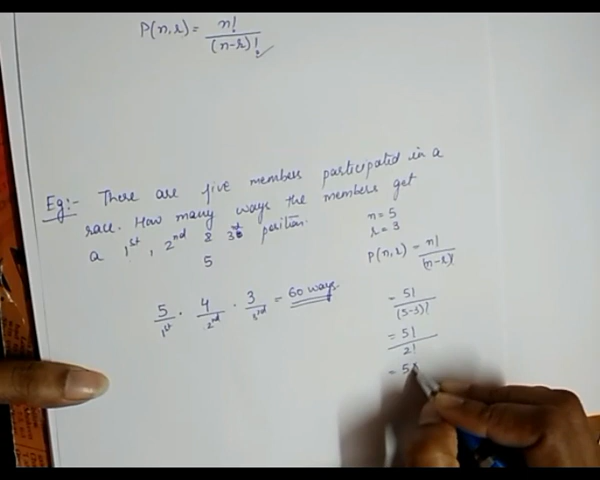 P(n,r) = n!/(n-r)!
Eg:- There are five members participated in a
race. How many ways the members get
a 1st, 2nd & 3rd position.
5
n = 5
r = 3
P(n,r) = n!/(n-r)!
5/1st . 4/2nd . 3/3rd = 60 ways.
= 5!/(5-3)!
= 5!/2!
= 5